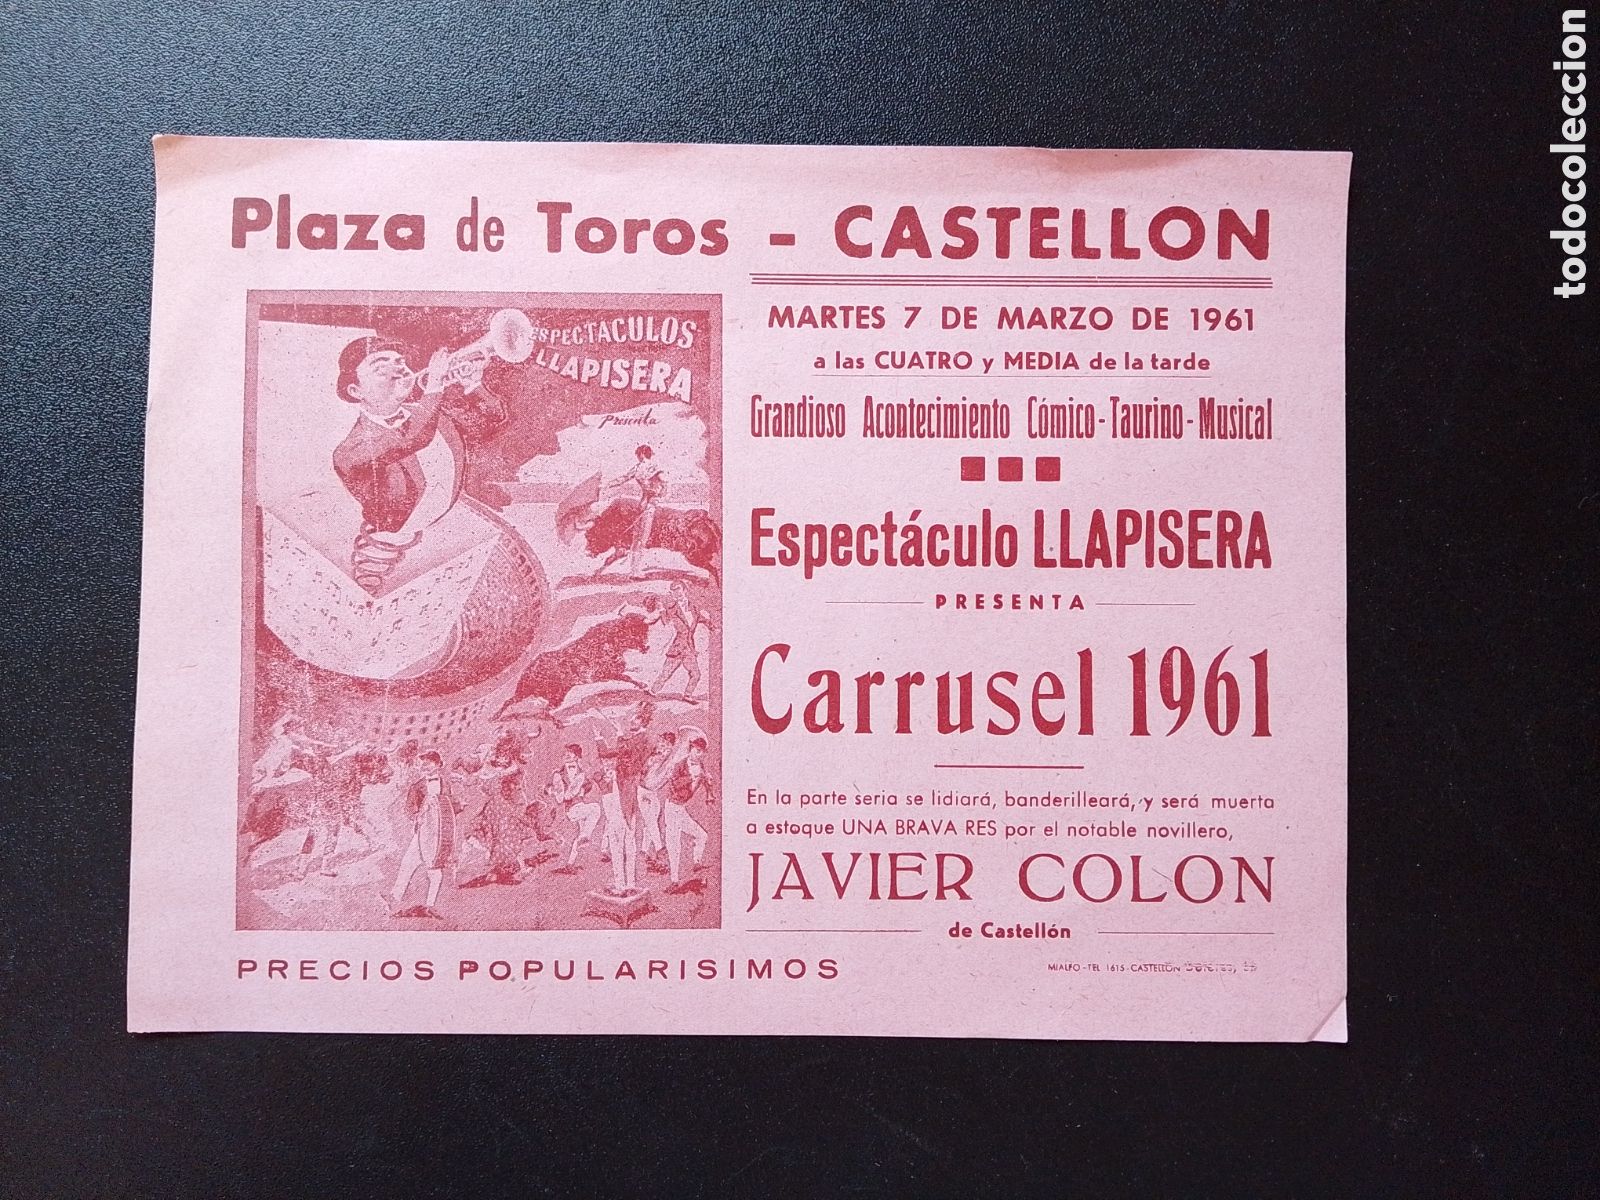 Plaza de Toros - CASTELLON
ESPECTACULOS
LLAPISERA
Presenta
MARTES 7 DE MARZO DE 1961
a las CUATRO y MEDIA de la tarde
Grandioso Acontecimiento Cómico-Taurino-Musical
Espectáculo LLAPISERA
PRESENTA
Carrusel 1961
En la parte seria se lidiará, banderilleará, y será muerta
a estoque UNA BRAVA RES por el notable novillero,
JAVIER COLON
de Castellón
PRECIOS POPULARISIMOS
MIALFO-TEL 1615-CASTELLON
todocoleccion